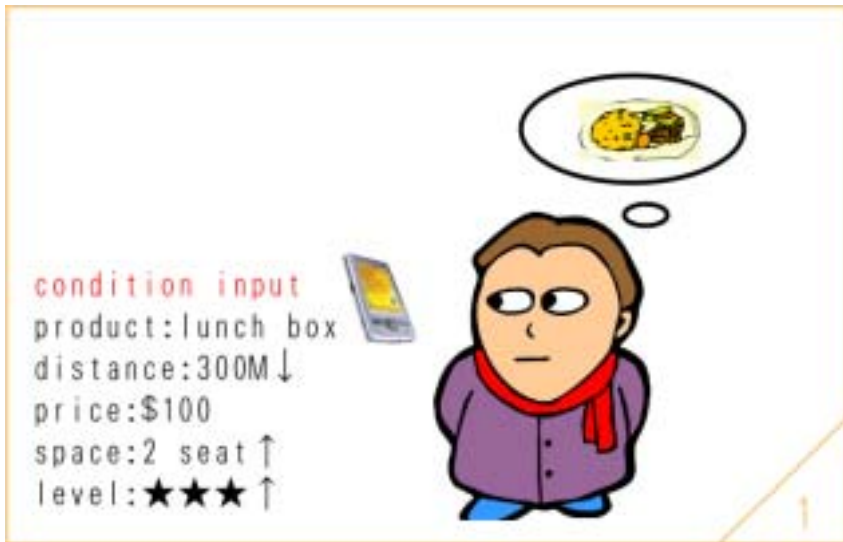 condition input
product:lunch box
distance:300M↓
price:$100
space:2 seat↑
level:★★★↑
1